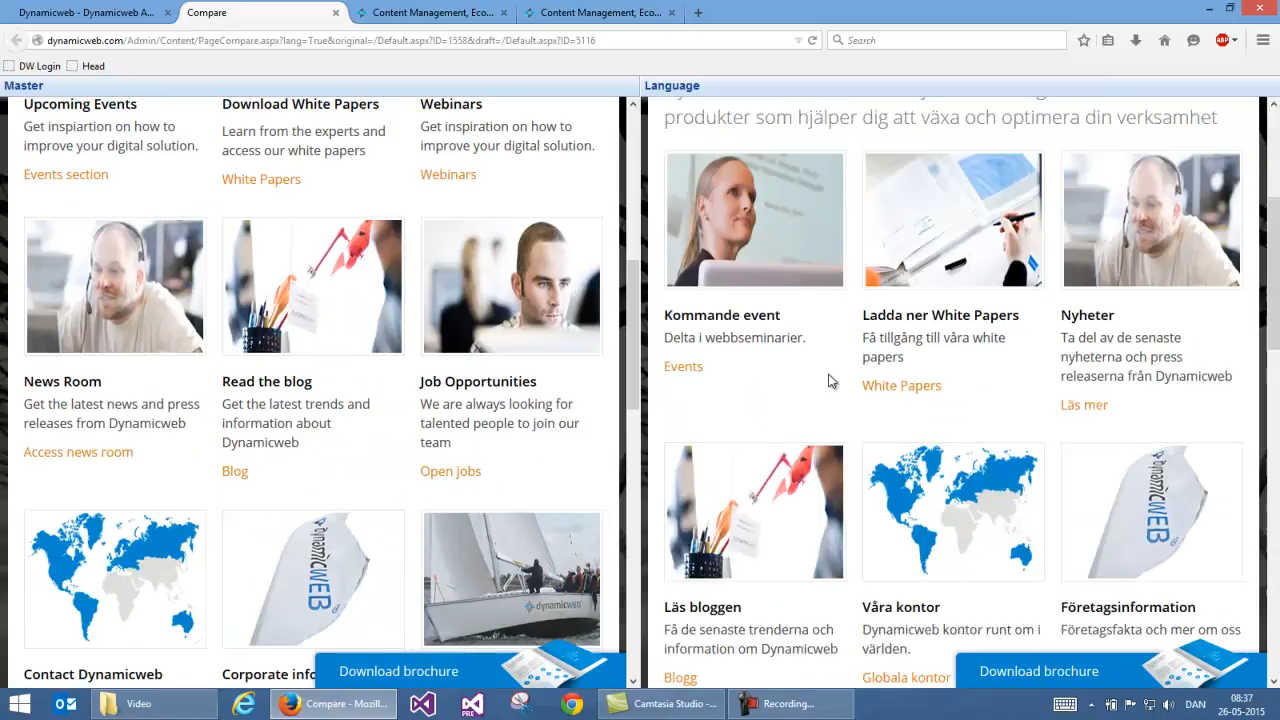 Dynamicweb - Dynamicweb A...
Compare
Content Management, Eco...
Content Management, Eco...
dynamicweb.com/Admin/Content/PageCompare.aspx?lang=True&original=/Default.aspx?ID=1558&draft=/Default.aspx?ID=5116
Search
ABP
DW Login
Head
Master
Upcoming Events
Download White Papers
Webinars
Get inspiartion on how to
improve your digital solution.
Learn from the experts and
access our white papers
Get inspiration on how to
improve your digital solution.
Events section
White Papers
Webinars
News Room
Read the blog
Job Opportunities
Get the latest news and press
releases from Dynamicweb
Get the latest trends and
information about
Dynamicweb
We are always looking for
talented people to join our
team
Access news room
Blog
Open jobs
DynamicWEB
dynamicweb
Contact Dynamicweb
Corporate info
Download brochure
Language
produkter som hjälper dig att växa och optimera din verksamhet
Kommande event
Ladda ner White Papers
Nyheter
Delta i webbseminarier.
Få tillgång till våra white
papers
Ta del av de senaste
nyheterna och press
releaserna från Dynamicweb
Events
White Papers
Läs mer
DynamicWEB
Läs bloggen
Våra kontor
Företagsinformation
Få de senaste trenderna och
information om Dynamicweb
Dynamicweb kontor runt om i
världen.
Företagsfakta och mer om oss
Blogg
Globala kontor
Download brochure
Video
Compare - Mozill...
PRE
Camtasia Studio -...
Recording...
DAN
08:37
26-05-2015